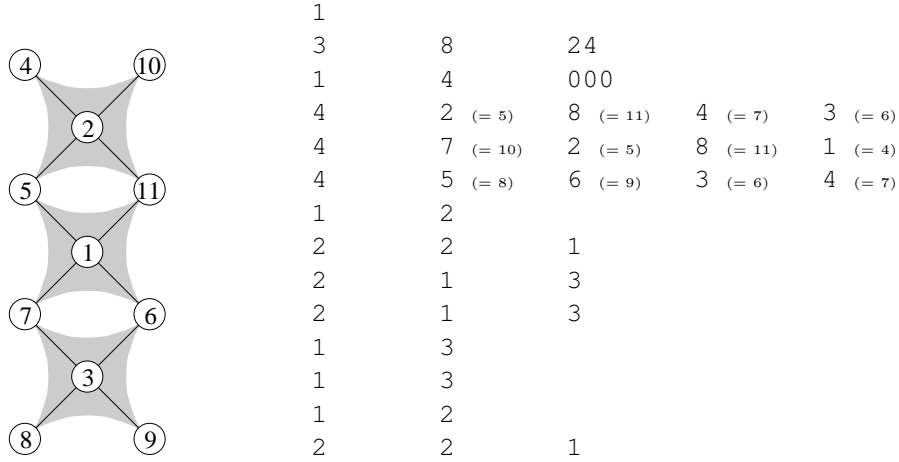 1
3 8 24
1 4 000
4 2 (= 5) 8 (= 11) 4 (= 7) 3 (= 6)
4 7 (= 10) 2 (= 5) 8 (= 11) 1 (= 4)
4 5 (= 8) 6 (= 9) 3 (= 6) 4 (= 7)
1 2
2 2 1
2 1 3
2 1 3
1 3
1 3
1 2
2 2 1
4 10
2
5 11
1
7 6
3
8 9